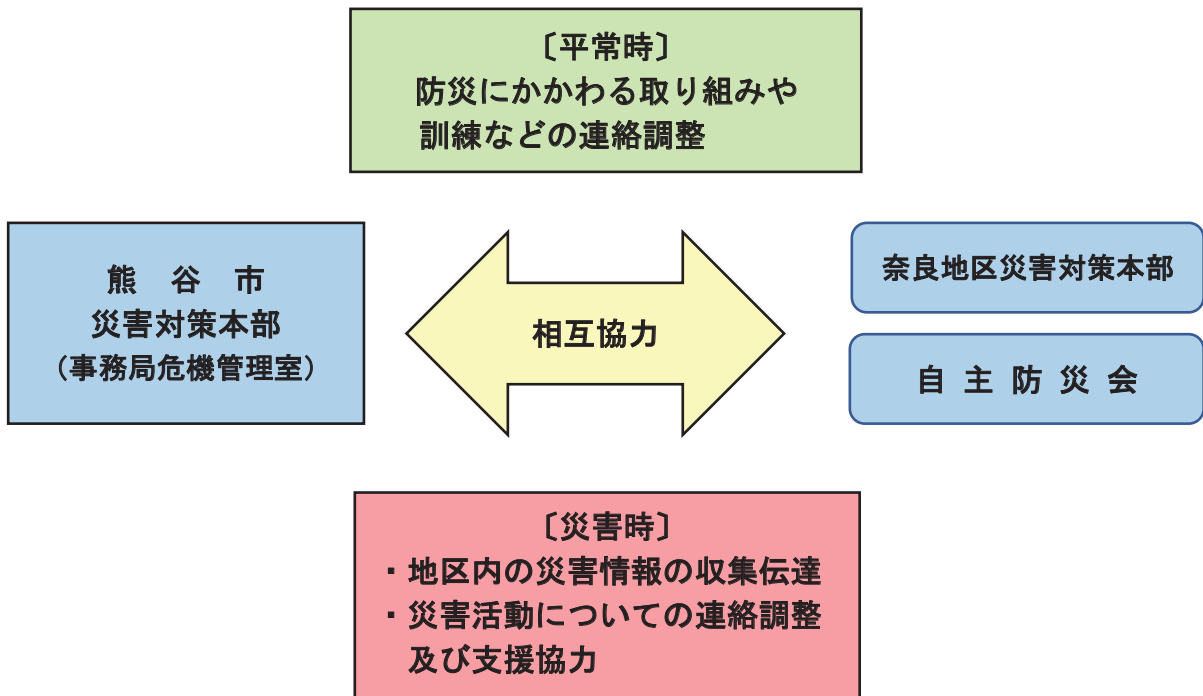 〔平常時〕
防災にかかわる取り組みや
訓練などの連絡調整
熊　谷　市
災害対策本部
（事務局危機管理室）
相互協力
奈良地区災害対策本部
自 主 防 災 会
〔災害時〕
・地区内の災害情報の収集伝達
・災害活動についての連絡調整
及び支援協力